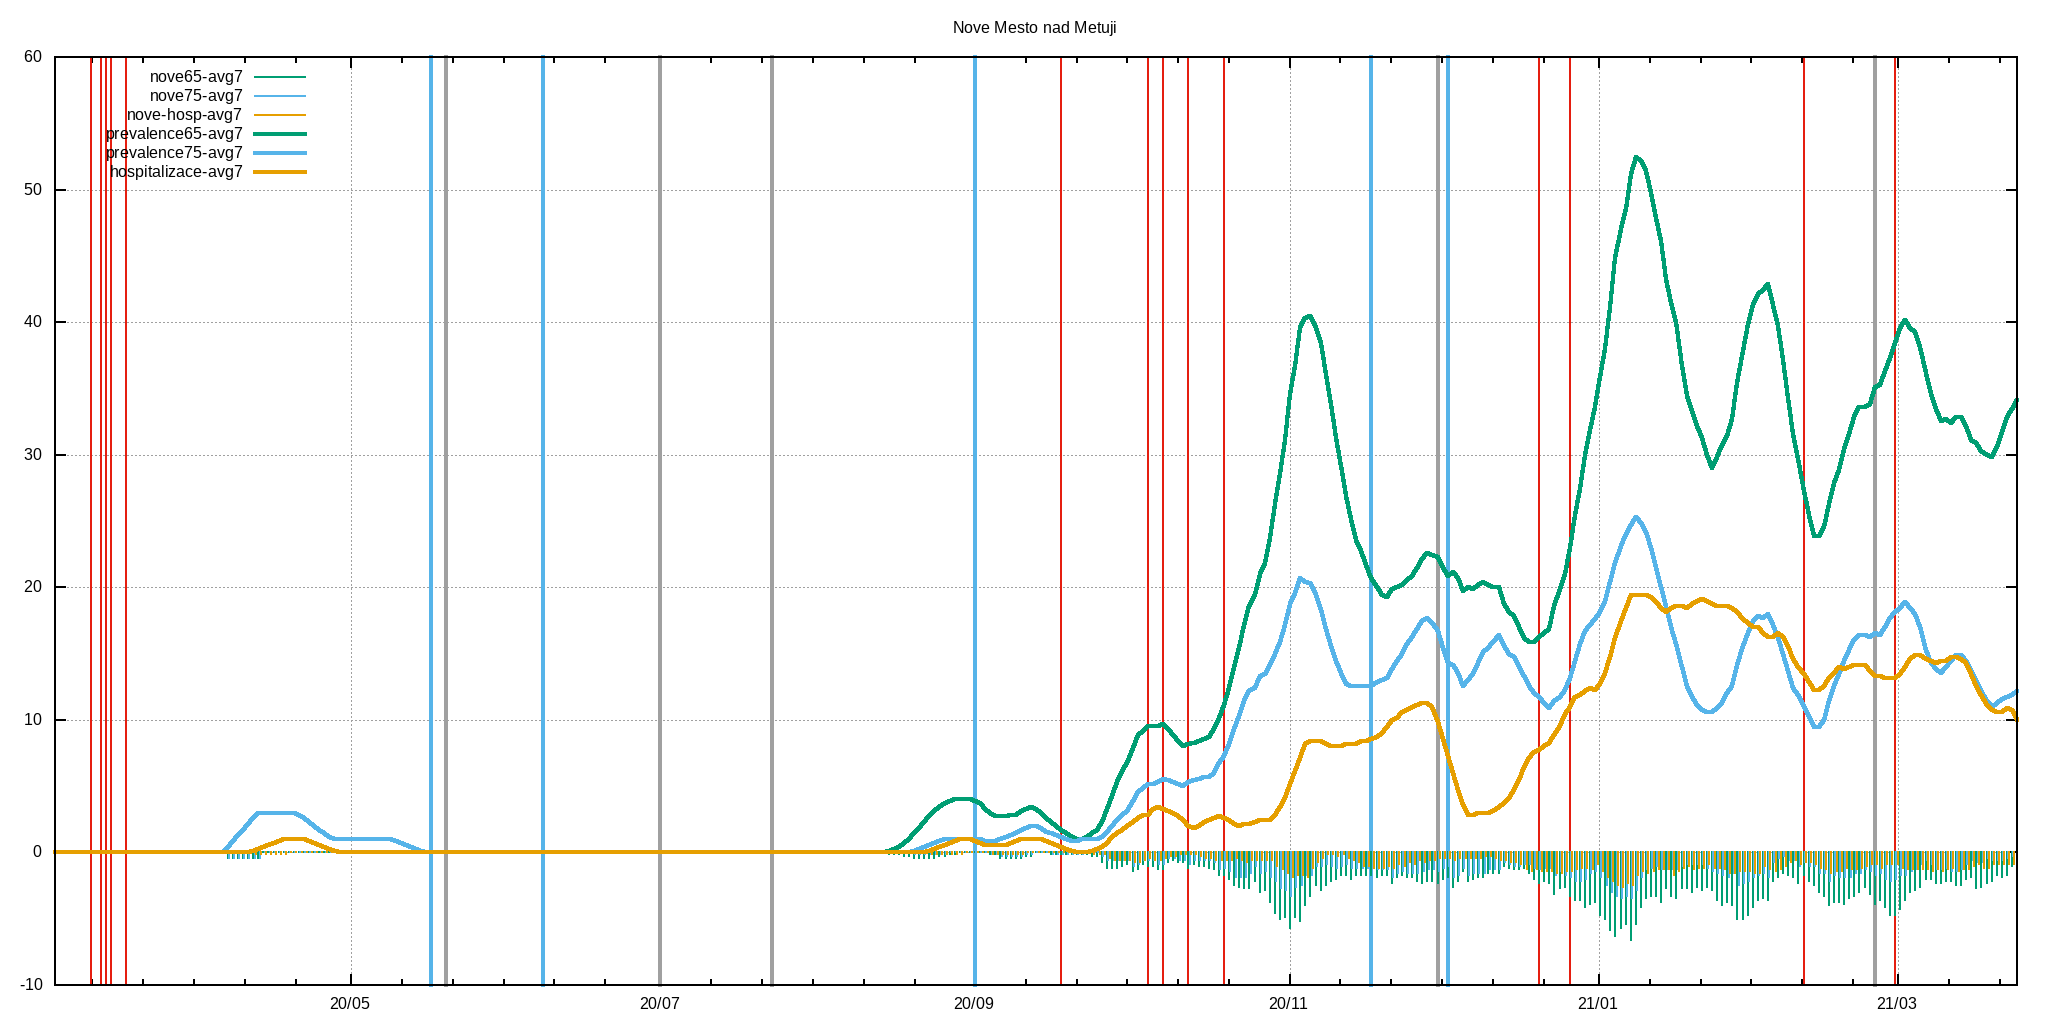 Nove Mesto nad Metuji
60
50
40
30
20
10
0
-10
nove65-avg7
nove75-avg7
nove-hosp-avg7
prevalence65-avg7
prevalence75-avg7
hospitalizace-avg7
20/05
20/07
20/09
20/11
21/01
21/03